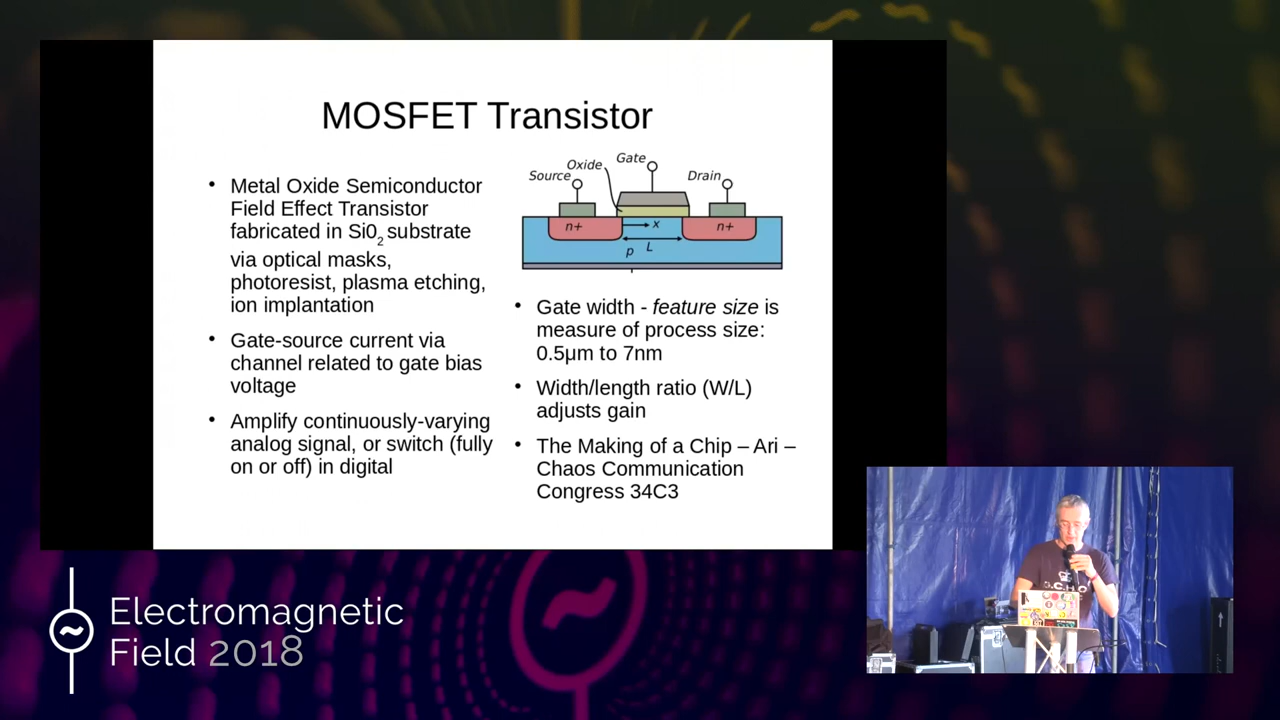 MOSFET Transistor
• Metal Oxide Semiconductor
Field Effect Transistor
fabricated in Si0₂ substrate
via optical masks,
photoresist, plasma etching,
ion implantation
• Gate-source current via
channel related to gate bias
voltage
• Amplify continuously-varying
analog signal, or switch (fully
on or off) in digital
Source
Oxide
Gate
Drain
n+
x
n+
p
L
• Gate width - feature size is
measure of process size:
0.5μm to 7nm
• Width/length ratio (W/L)
adjusts gain
• The Making of a Chip – Ari –
Chaos Communication
Congress 34C3
Electromagnetic
Field 2018